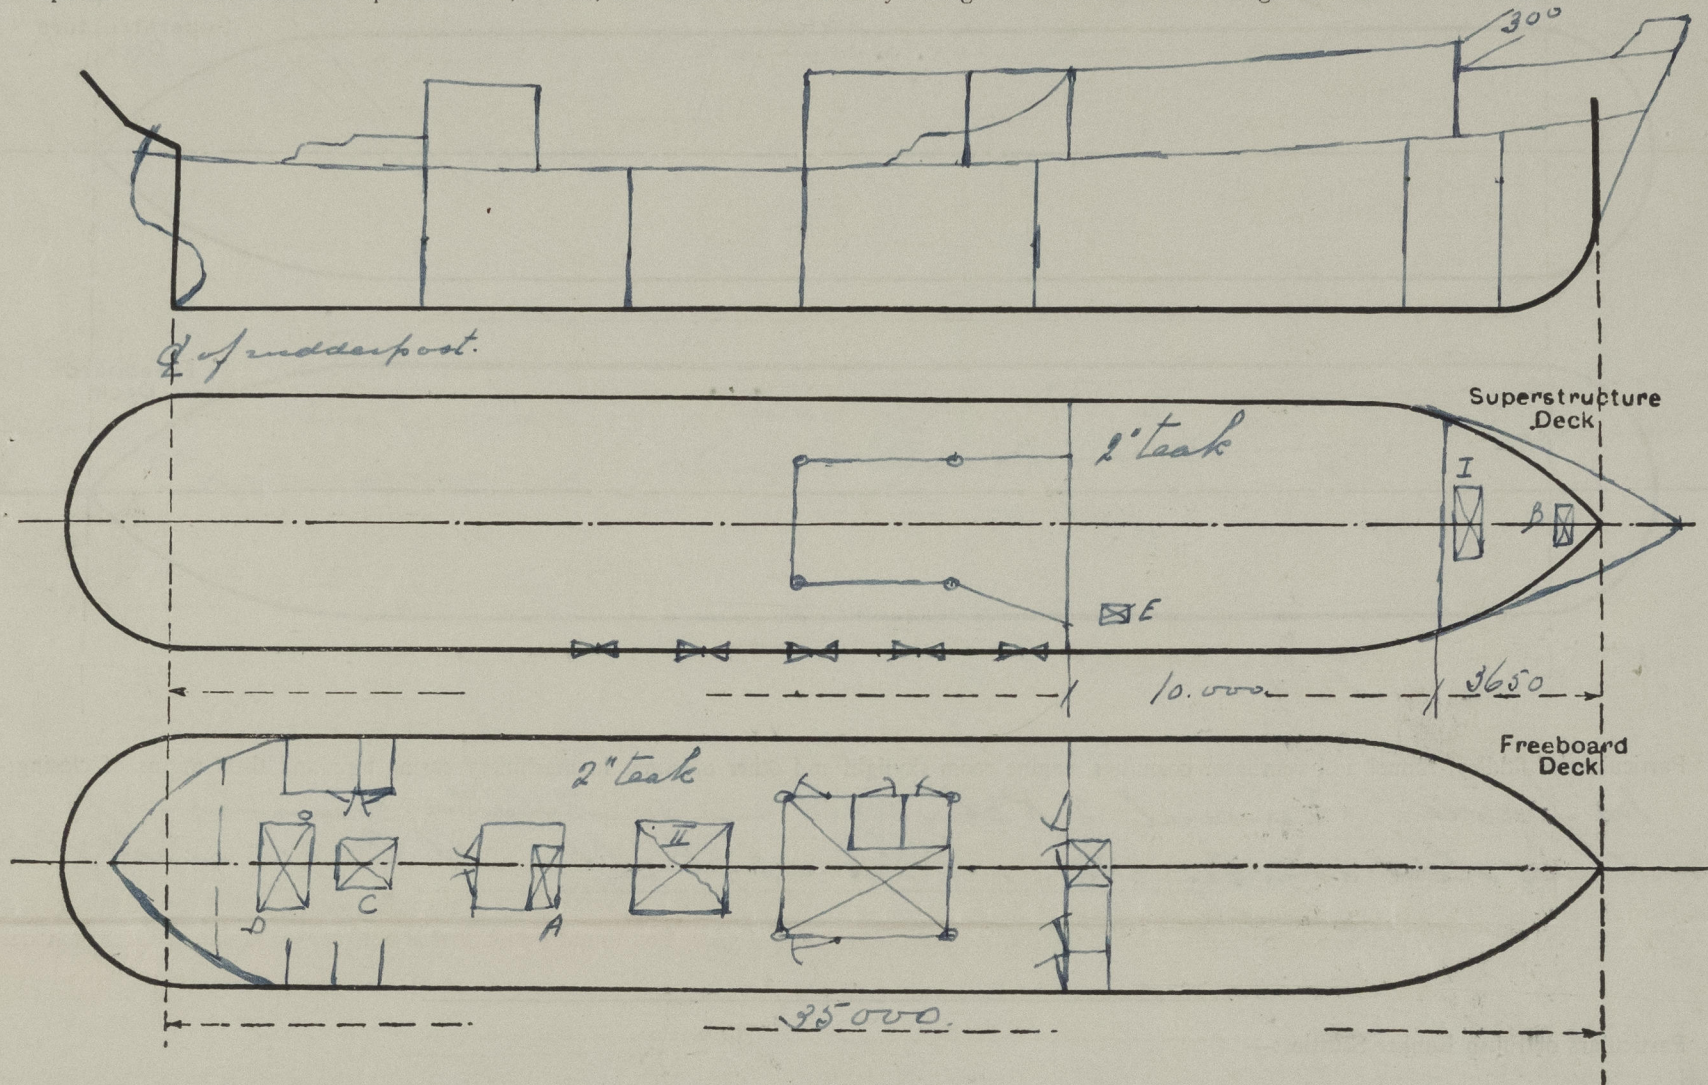 300
℄ of rudderpost.
Superstructure
Deck
2" teak
I
B
E
10.000
3650
Freeboard
Deck
2" teak
II
D
C
A
35000